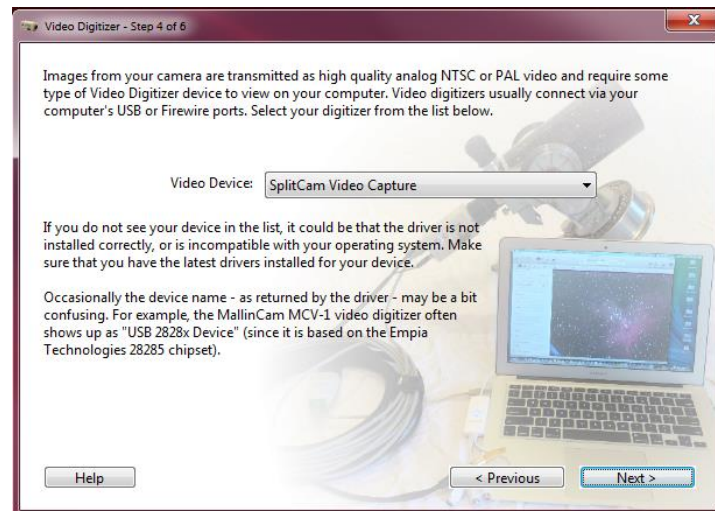 Video Digitizer - Step 4 of 6
Images from your camera are transmitted as high quality analog NTSC or PAL video and require some
type of Video Digitizer device to view on your computer. Video digitizers usually connect via your
computer's USB or Firewire ports. Select your digitizer from the list below.
Video Device: SplitCam Video Capture
If you do not see your device in the list, it could be that the driver is not
installed correctly, or is incompatible with your operating system. Make
sure that you have the latest drivers installed for your device.
Occasionally the device name - as returned by the driver - may be a bit
confusing. For example, the MallinCam MCV-1 video digitizer often
shows up as "USB 2828x Device" (since it is based on the Empia
Technologies 28285 chipset).
Help < Previous Next >